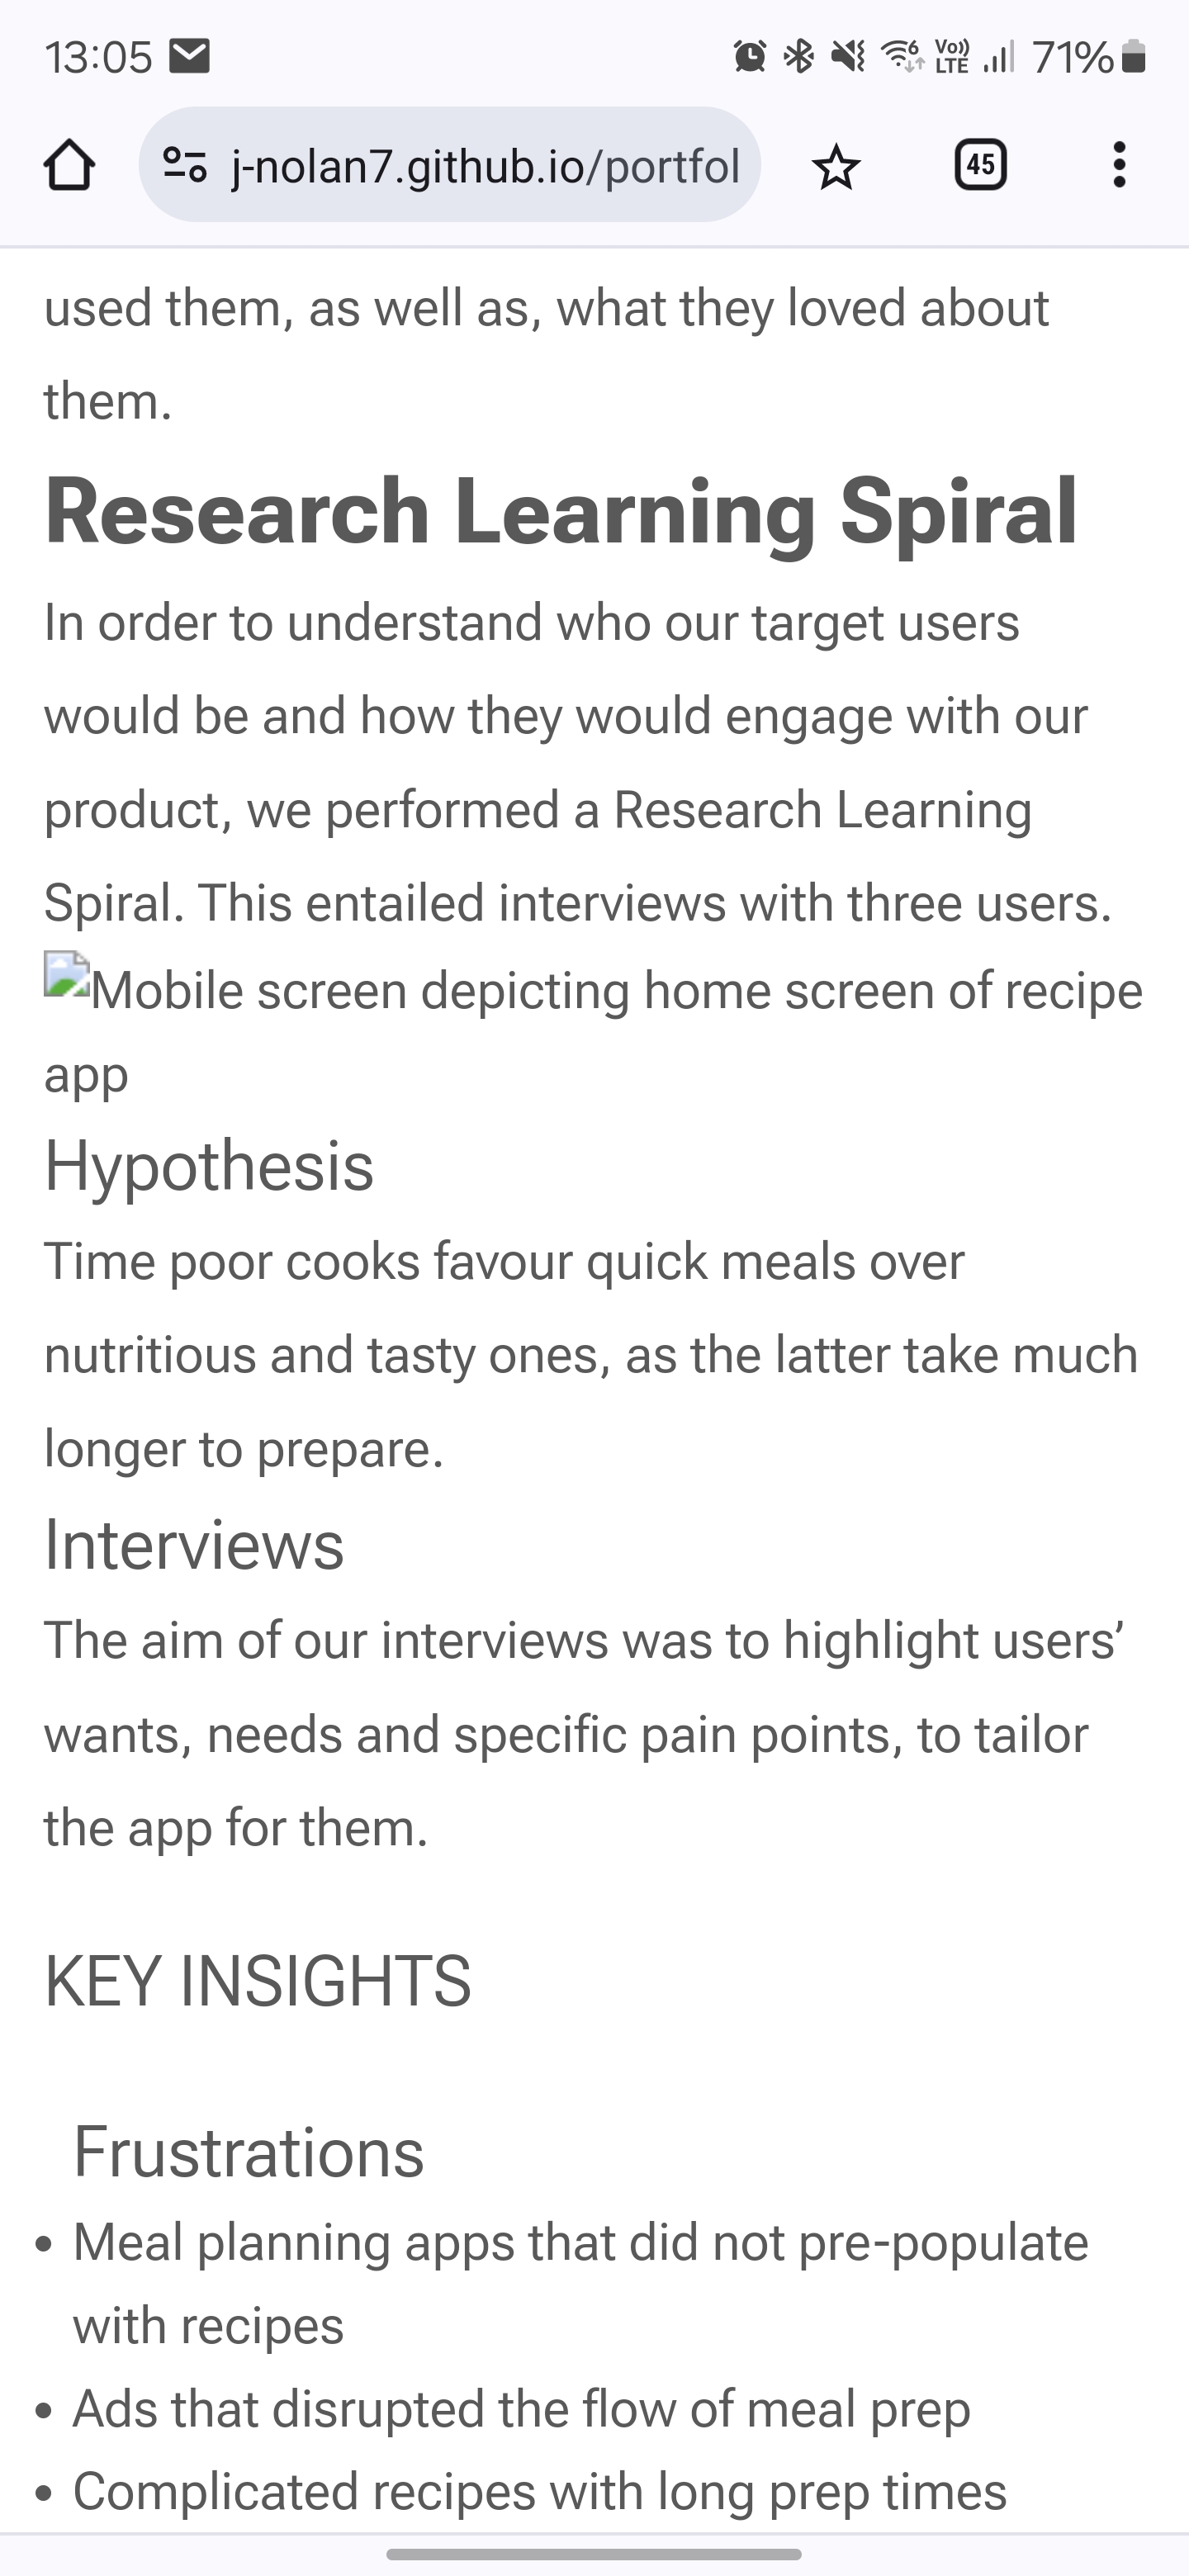 13:05
Vo)) LTE
6
71%
j-nolan7.github.io/portfol
45
used them, as well as, what they loved about
them.
Research Learning Spiral
In order to understand who our target users
would be and how they would engage with our
product, we performed a Research Learning
Spiral. This entailed interviews with three users.
Mobile screen depicting home screen of recipe
app
Hypothesis
Time poor cooks favour quick meals over
nutritious and tasty ones, as the latter take much
longer to prepare.
Interviews
The aim of our interviews was to highlight users’
wants, needs and specific pain points, to tailor
the app for them.
KEY INSIGHTS
Frustrations
• Meal planning apps that did not pre-populate
with recipes
• Ads that disrupted the flow of meal prep
• Complicated recipes with long prep times